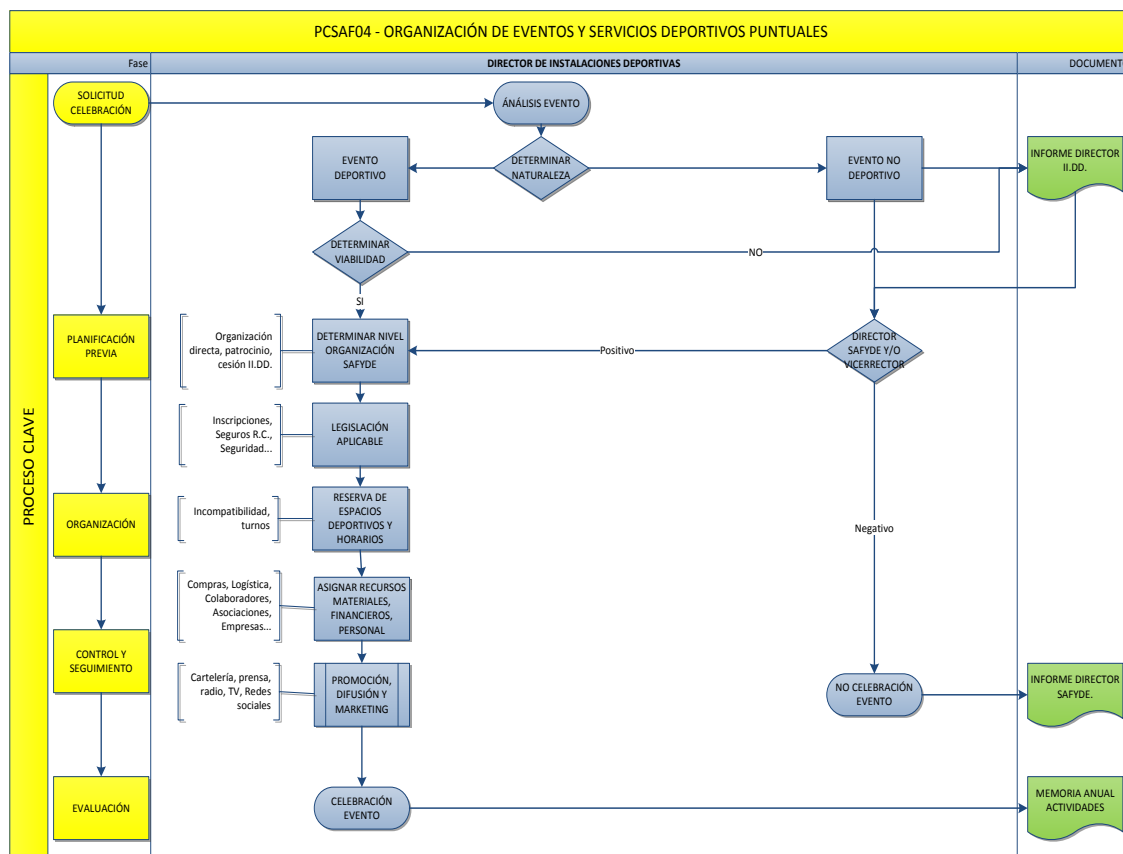 PCSAF04 - ORGANIZACIÓN DE EVENTOS Y SERVICIOS DEPORTIVOS PUNTUALES
Fase
DIRECTOR DE INSTALACIONES DEPORTIVAS
DOCUMENT
PROCESO CLAVE
SOLICITUD
CELEBRACIÓN
ÁNÁLISIS EVENTO
EVENTO
DEPORTIVO
DETERMINAR
NATURALEZA
EVENTO NO
DEPORTIVO
INFORME DIRECTOR
II.DD.
DETERMINAR
VIABILIDAD
NO
SI
PLANIFICACIÓN
PREVIA
Organización
directa, patrocinio,
cesión II.DD.
DETERMINAR NIVEL
ORGANIZACIÓN
SAFYDE
Positivo
DIRECTOR
SAFYDE Y/O
VICERRECTOR
Inscripciones,
Seguros R.C.,
Seguridad...
LEGISLACIÓN
APLICABLE
ORGANIZACIÓN
Incompatibilidad,
turnos
RESERVA DE
ESPACIOS
DEPORTIVOS Y
HORARIOS
Negativo
Compras, Logística,
Colaboradores,
Asociaciones,
Empresas...
ASIGNAR RECURSOS
MATERIALES,
FINANCIEROS,
PERSONAL
CONTROL Y
SEGUIMIENTO
Cartelería, prensa,
radio, TV, Redes
sociales
PROMOCIÓN,
DIFUSIÓN Y
MARKETING
NO CELEBRACIÓN
EVENTO
INFORME DIRECTOR
SAFYDE.
EVALUACIÓN
CELEBRACIÓN
EVENTO
MEMORIA ANUAL
ACTIVIDADES